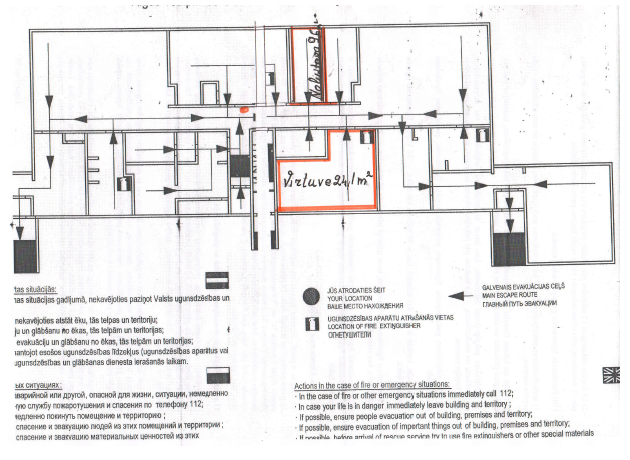 Virtuve 24,1 m²
tas situācijās:
nas situācijas gadījumā, nekavējoties paziņot Valsts ugunsdzēsības un
nekavējoties atstāt ēku, tās telpas un teritoriju;
ju un glābšanu no ēkas, tās telpām un teritorijas;
evakuāciju un glābšanu no ēkas, tās telpām un teritorijas;
mantojot esošos ugunsdzēsības līdzekļus (ugunsdzēsības aparātus vai
ugunsdzēsības un glābšanas dienesta ierašanās laikam.
ых ситуациях:
аварийной или другой, опасной для жизни, ситуации, немедленно
ную службу пожаротушения и спасения по телефону 112;
едленно покинуть помещение и территорию ;
спасение и эвакуацию людей из этих помещений и территории ;
спасение и эвакуацию материальных ценностей из этих
JŪS ATRODATIES ŠEIT
YOUR LOCATION
ВАШЕ МЕСТО НАХОЖДЕНИЯ
UGUNSDZĒSĪBAS APARĀTU ATRAŠANĀS VIETAS
LOCATION OF FIRE EXTINGUISHER
ОГНЕТУШИТЕЛИ
GALVENAIS EVAKUĀCIJAS CEĻŠ
MAIN ESCAPE ROUTE
ГЛАВНЫЙ ПУТЬ ЭВАКУАЦИИ
Actions in the case of fire or emergency situations:
- In the case of fire or other emergency situations immediately call 112;
- In case your life is in danger immediately leave building and territory ;
- If possible, ensure people evacuation out of building, premises and territory;
- If possible, ensure evacuation of important things out of building, premises and territory;
- If possible, before arrival of rescue service try to use fire extinguishers or other special materials